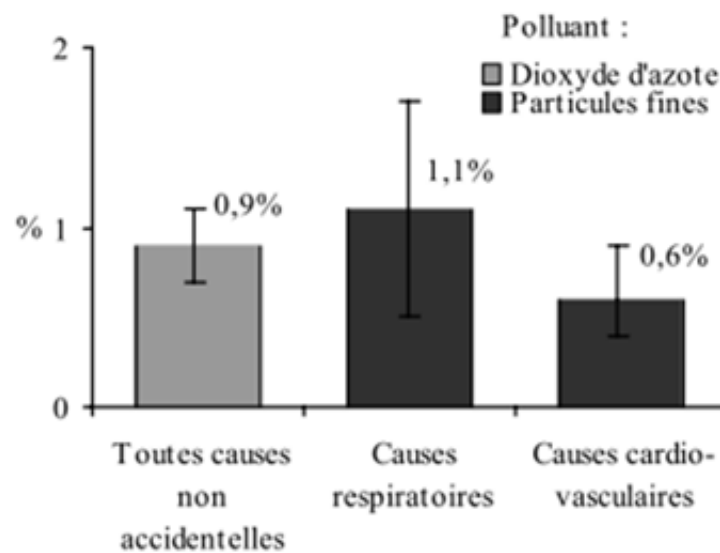 Polluant :
Dioxyde d'azote
Particules fines
2
% 1
0
0,9%
1,1%
0,6%
Toutes causes
non
accidentelles
Causes
respiratoires
Causes cardio-
vasculaires